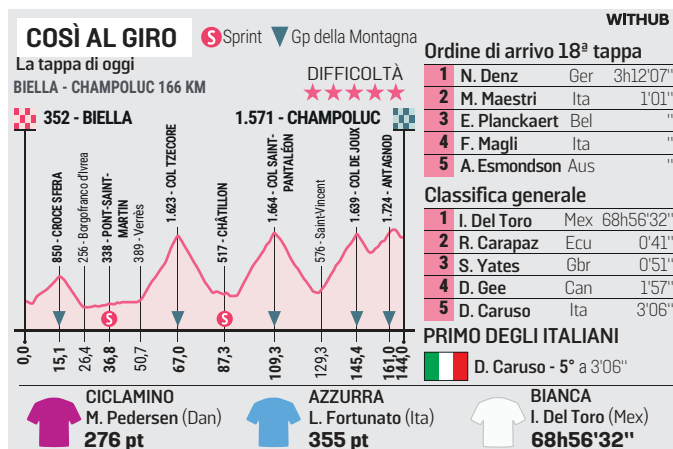 WITHUB
COSÌ AL GIRO
S Sprint
Gp della Montagna
La tappa di oggi
BIELLA - CHAMPOLUC 166 KM
DIFFICOLTÀ
352 - BIELLA
1.571 - CHAMPOLUC
850 - CROCE SFERA
256 - Borgofranco d'Ivrea
338 - PONT-SAINT-
MARTIN
389 - Verrès
1.623 - COL TZECORE
517 - CHÂTILLON
1.664 - COL SAINT-
PANTALÉON
576 - Saint-Vincent
1.639 - COL DE JOUX
1.724 - ANTAGNOD
S
S
0,0
15,1
26,4
36,8
50,7
67,0
87,3
109,3
129,3
145,4
161,0
144,0
Ordine di arrivo 18ª tappa
1 N. Denz Ger 3h12'07"
2 M. Maestri Ita 1'01"
3 E. Planckaert Bel "
4 F. Magli Ita "
5 A. Esmondson Aus "
Classifica generale
1 I. Del Toro Mex 68h56'32"
2 R. Carapaz Ecu 0'41"
3 S. Yates Gbr 0'51"
4 D. Gee Can 1'57"
5 D. Caruso Ita 3'06"
PRIMO DEGLI ITALIANI
D. Caruso - 5° a 3'06"
CICLAMINO
M. Pedersen (Dan)
276 pt
AZZURRA
L. Fortunato (Ita)
355 pt
BIANCA
I. Del Toro (Mex)
68h56'32"